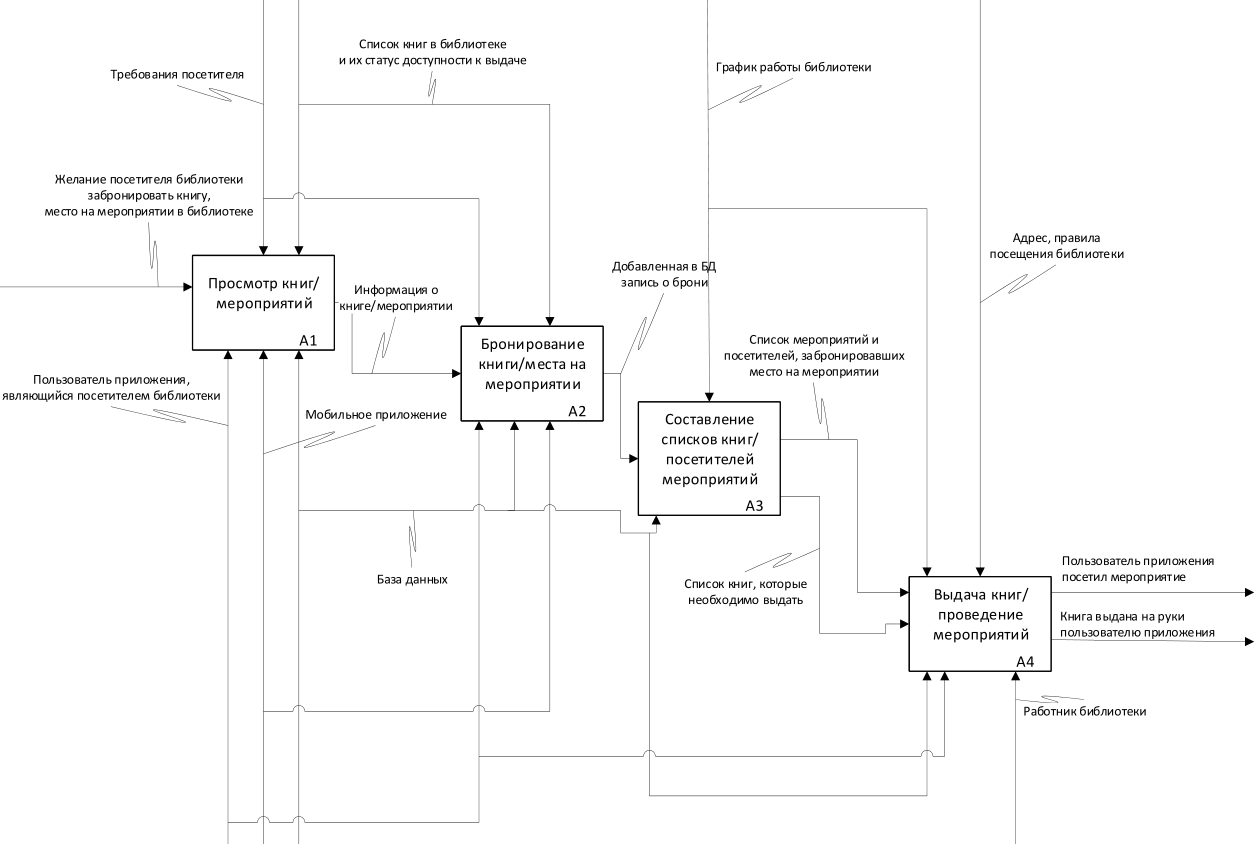 Список книг в библиотеке
и их статус доступности к выдаче
Требования посетителя
График работы библиотеки
Желание посетителя библиотеки
забронировать книгу,
место на мероприятии в библиотеке
Адрес, правила
посещения библиотеки
Просмотр книг/
мероприятий
А1
Информация о
книге/мероприятии
Добавленная в БД
запись о брони
Бронирование
книги/места на
мероприятии
А2
Список мероприятий и
посетителей, забронировавших
место на мероприятии
Пользователь приложения,
являющийся посетителем библиотеки
Мобильное приложение
Составление
списков книг/
посетителей
мероприятий
А3
База данных
Список книг, которые
необходимо выдать
Выдача книг/
проведение
мероприятий
А4
Пользователь приложения
посетил мероприятие
Книга выдана на руки
пользователю приложения
Работник библиотеки